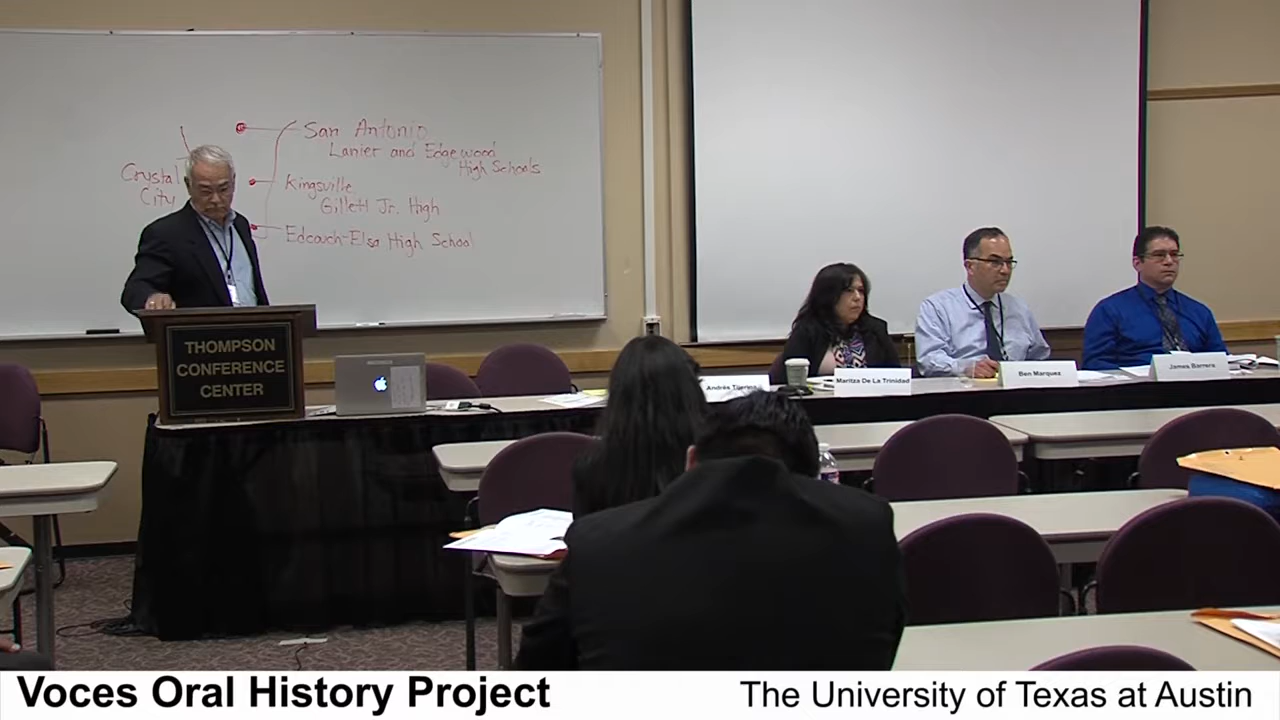 San Antonio
Lanier and Edgewood
High Schools
Crystal
City
Kingsville
Gillett Jr. High
Edcouch-Elsa High School
THOMPSON
CONFERENCE
CENTER
Andrés Tijerina
Maritza De La Trinidad
Ben Marquez
James Barrera
Voces Oral History Project
The University of Texas at Austin